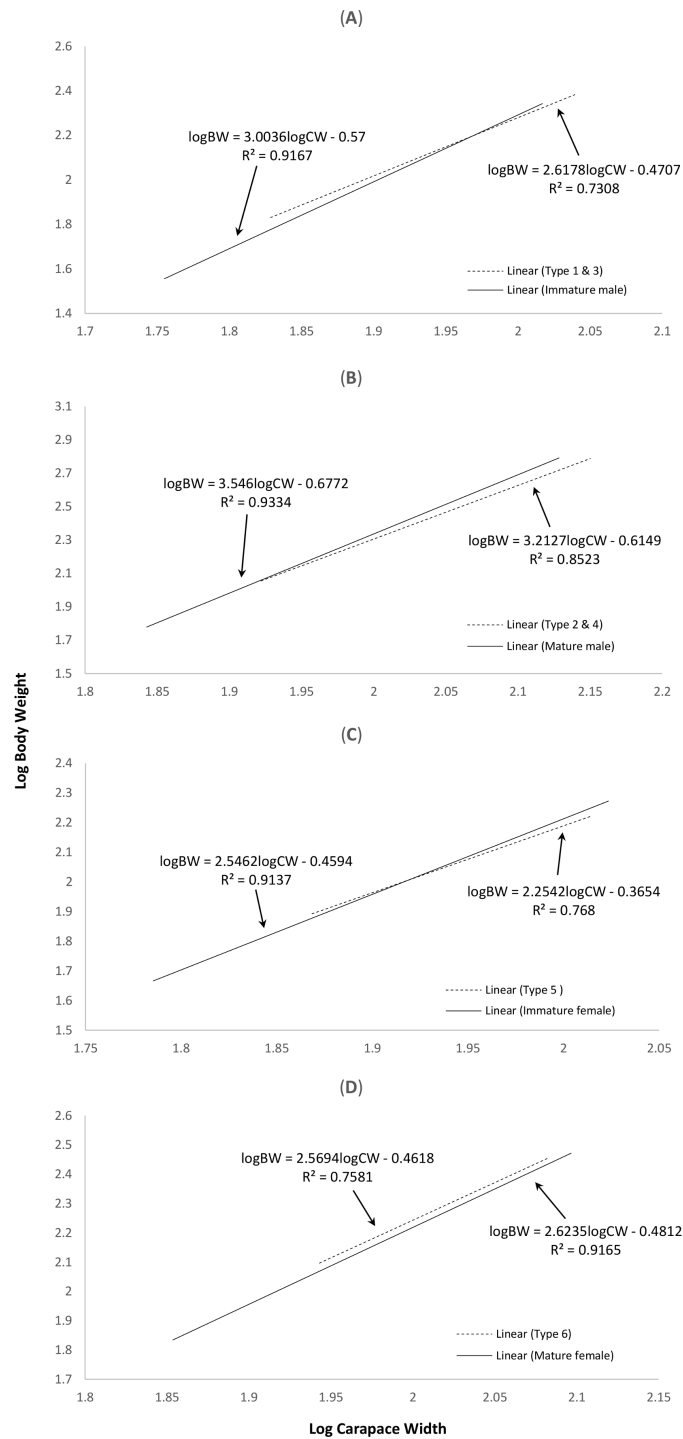 (A)
2.6
2.4
2.2
2
1.8
1.6
1.4
1.7
1.75
1.8
1.85
1.9
1.95
2
2.05
2.1
logBW = 3.0036logCW - 0.57
R² = 0.9167
logBW = 2.6178logCW - 0.4707
R² = 0.7308
Linear (Type 1 & 3)
Linear (Immature male)
(B)
3.1
2.9
2.7
2.5
2.3
2.1
1.9
1.7
1.5
1.8
1.85
1.9
1.95
2
2.05
2.1
2.15
2.2
logBW = 3.546logCW - 0.6772
R² = 0.9334
logBW = 3.2127logCW - 0.6149
R² = 0.8523
Linear (Type 2 & 4)
Linear (Mature male)
Log Body Weight
(C)
2.4
2.3
2.2
2.1
2
1.9
1.8
1.7
1.6
1.5
1.75
1.8
1.85
1.9
1.95
2
2.05
logBW = 2.5462logCW - 0.4594
R² = 0.9137
logBW = 2.2542logCW - 0.3654
R² = 0.768
Linear (Type 5 )
Linear (Immature female)
(D)
2.6
2.5
2.4
2.3
2.2
2.1
2
1.9
1.8
1.7
1.8
1.85
1.9
1.95
2
2.05
2.1
2.15
logBW = 2.5694logCW - 0.4618
R² = 0.7581
logBW = 2.6235logCW - 0.4812
R² = 0.9165
Linear (Type 6)
Linear (Mature female)
Log Carapace Width